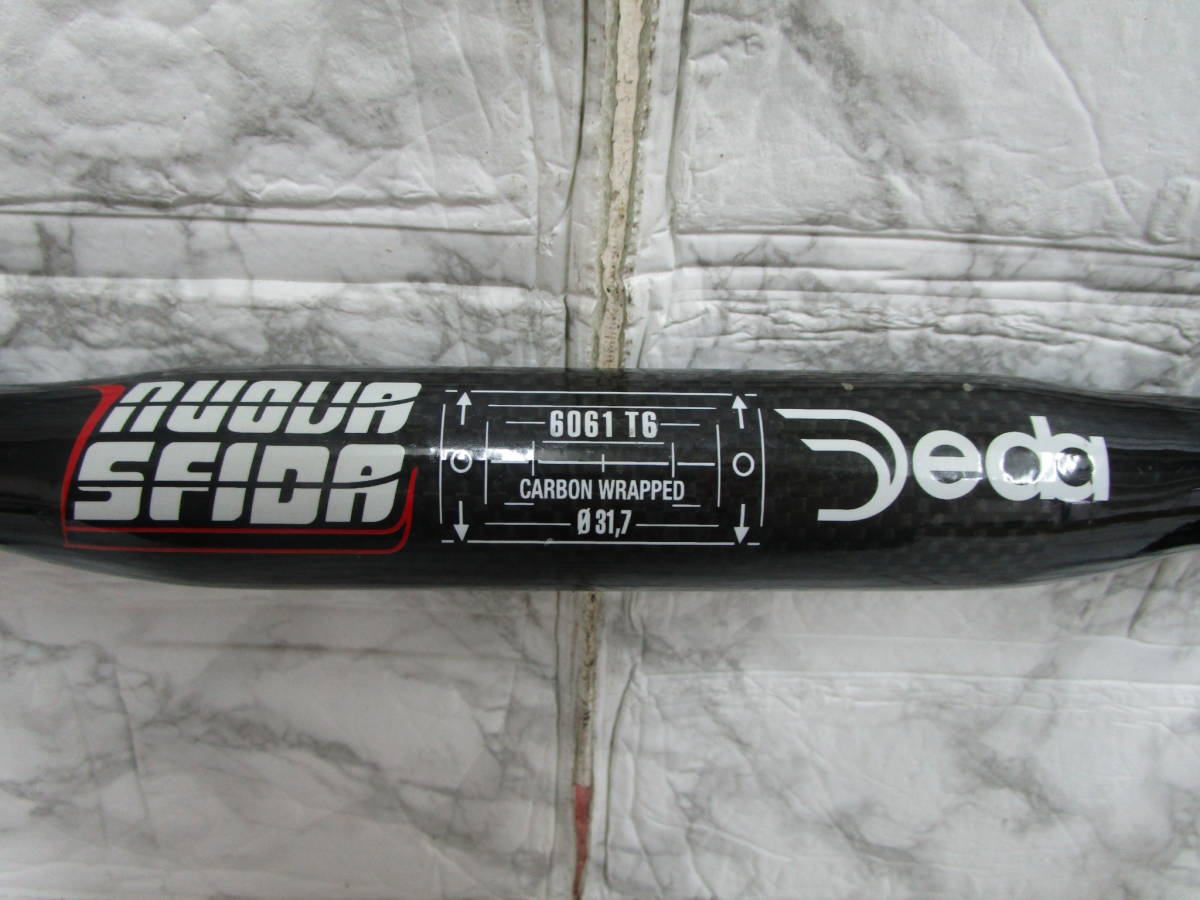 NUOVA
SFIDA
6061 T6
CARBON WRAPPED
Ø 31,7
Deda